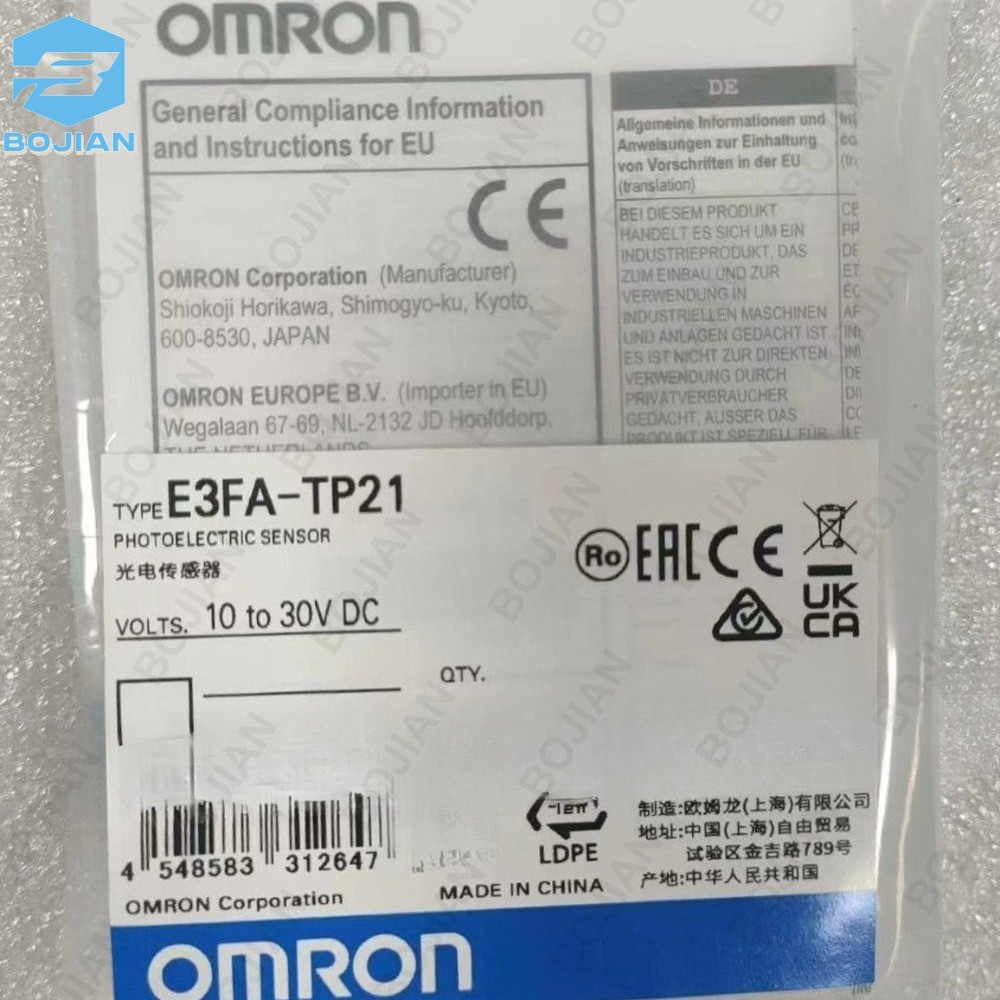 BOJIAN
OMRON
General Compliance Information
and Instructions for EU
CE
OMRON Corporation (Manufacturer)
Shiokoji Horikawa, Shimogyo-ku, Kyoto,
600-8530, JAPAN
OMRON EUROPE B.V. (Importer in EU)
Wegalaan 67-69, NL-2132 JD Hoofddorp,
THE NETHERLANDS
DE
Allgemeine Informationen und
Anweisungen zur Einhaltung
von Vorschriften in der EU
(translation)
BEI DIESEM PRODUKT
HANDELT ES SICH UM EIN
INDUSTRIEPRODUKT, DAS
ZUM EINBAU UND ZUR
VERWENDUNG IN
INDUSTRIELLEN MASCHINEN
UND ANLAGEN GEDACHT IST.
ES IST NICHT ZUR DIREKTEN
VERWENDUNG DURCH
PRIVATVERBRAUCHER
GEDACHT, AUSSER DAS
PRODUKT IST SPEZIELL FÜR
TYPE E3FA-TP21
PHOTOELECTRIC SENSOR
光电传感器
VOLTS. 10 to 30V DC
Ro EAC CE
UK
CA
QTY.
4 548583 312647
LDPE
MADE IN CHINA
OMRON Corporation
制造:欧姆龙(上海)有限公司
地址:中国(上海)自由贸易
试验区金吉路789号
产地:中华人民共和国
OMRON